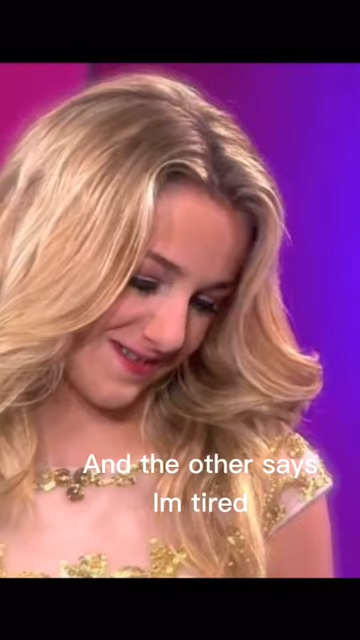 And the other says
Im tired